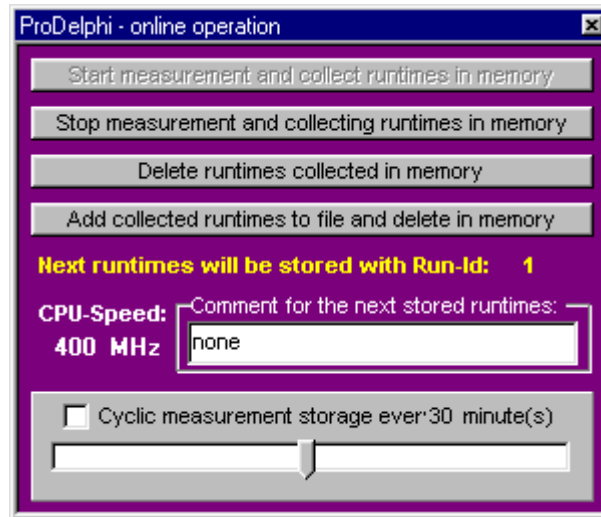 ProDelphi - online operation
Start measurement and collect runtimes in memory
Stop measurement and collecting runtimes in memory
Delete runtimes collected in memory
Add collected runtimes to file and delete in memory
Next runtimes will be stored with Run-Id: 1
Comment for the next stored runtimes:
CPU-Speed:
400 MHz
none
Cyclic measurement storage ever 30 minute(s)